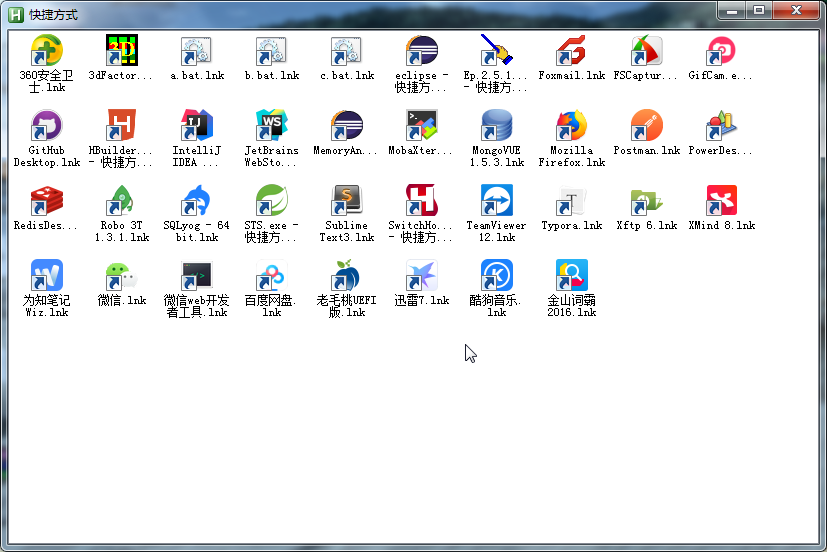 快捷方式
360安全卫
士.lnk
3dFactor...
a.bat.lnk
b.bat.lnk
c.bat.lnk
eclipse -
快捷方...
Ep.2.5.1...
- 快捷方...
Foxmail.lnk
FSCaptur...
GifCam.e...
GitHub
Desktop.lnk
HBuilder...
- 快捷方...
IntelliJ
IDEA ...
JetBrains
WebSto...
MemoryAn...
MobaXter...
MongoVUE
1.5.3.lnk
Mozilla
Firefox.lnk
Postman.lnk
PowerDes...
RedisDes...
Robo 3T
1.3.1.lnk
SQLyog - 64
bit.lnk
STS.exe -
快捷方...
Sublime
Text3.lnk
SwitchHo...
- 快捷方...
TeamViewer
12.lnk
Typora.lnk
Xftp 6.lnk
XMind 8.lnk
为知笔记
Wiz.lnk
微信.lnk
微信web开发
者工具.lnk
百度网盘.
lnk
老毛桃UEFI
版.lnk
迅雷7.lnk
酷狗音乐.
lnk
金山词霸
2016.lnk